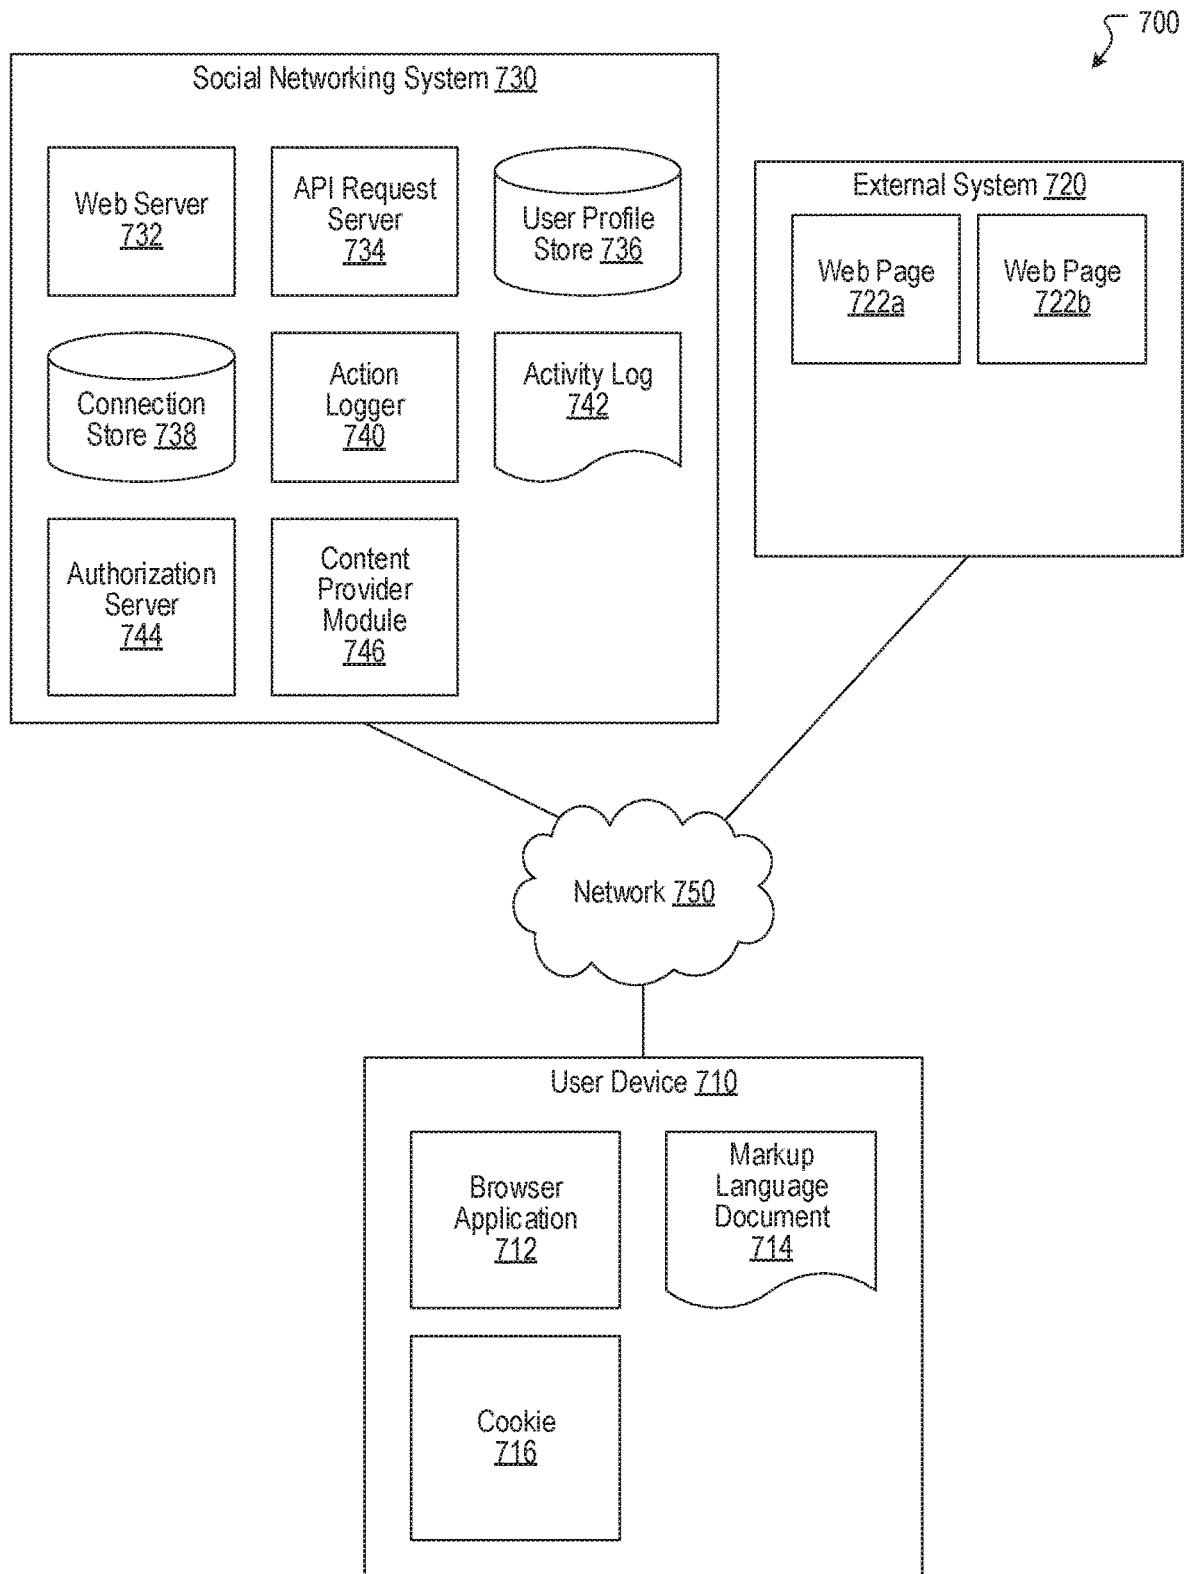 700
Social Networking System 730
Web Server
732
API Request
Server
734
User Profile
Store 736
Connection
Store 738
Action
Logger
740
Activity Log
742
Authorization
Server
744
Content
Provider
Module
746
External System 720
Web Page
722a
Web Page
722b
Network 750
User Device 710
Browser
Application
712
Markup
Language
Document
714
Cookie
716